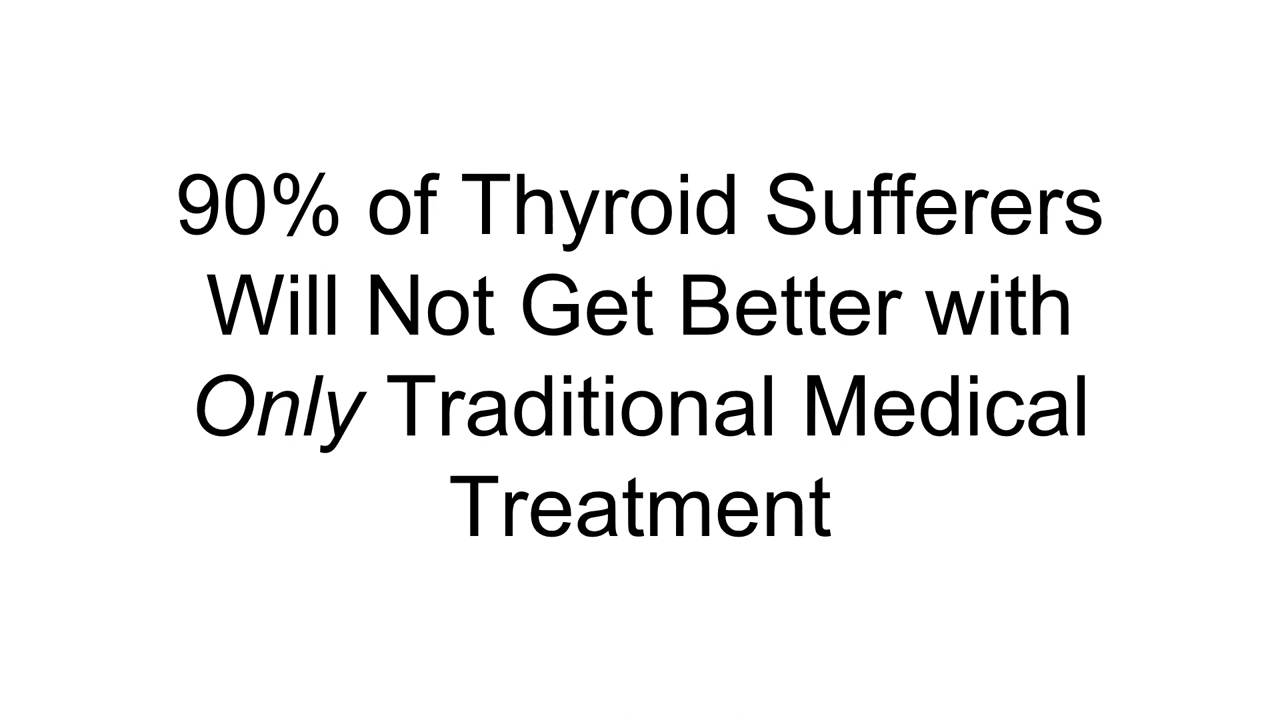 90% of Thyroid Sufferers
Will Not Get Better with
Only Traditional Medical
Treatment